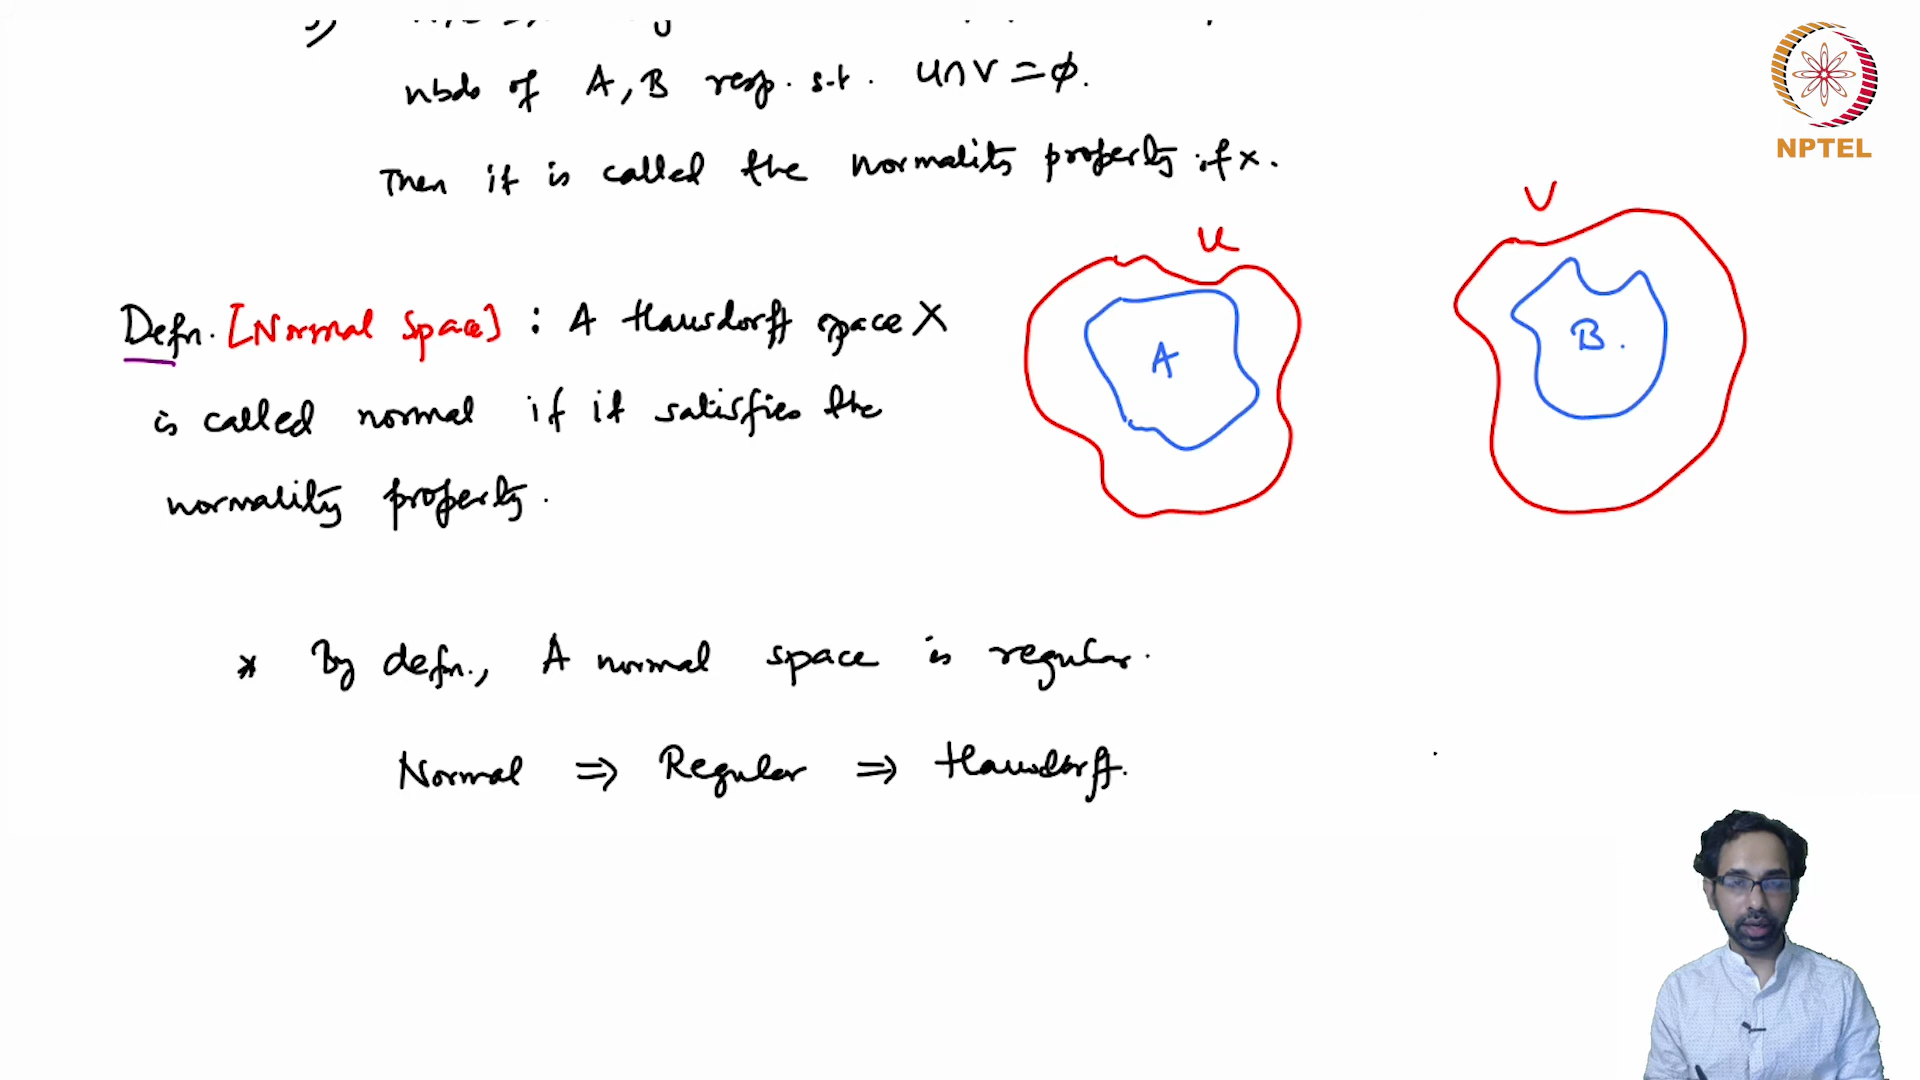 nbds of A, B resp. s.t. U∩V = ϕ.
Then it is called the normality property of X.
Defn. [Normal Space] : A Hausdorff space X
is called normal if it satisfies the
normality property.
U
V
A
B.
* By defn., A normal space is regular.
Normal ⇒ Regular ⇒ Hausdorff.
NPTEL